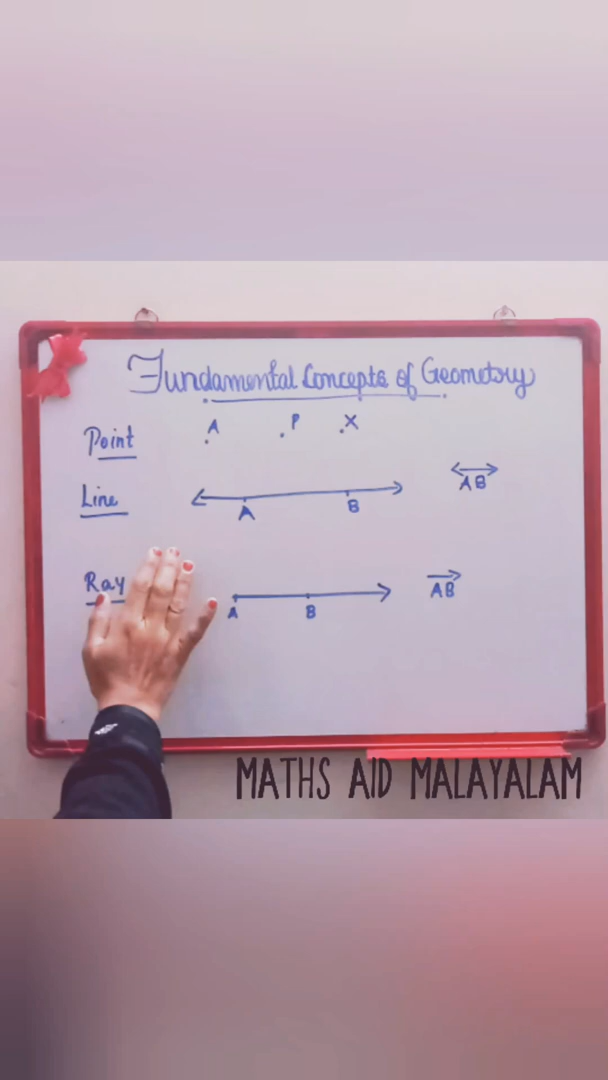 Fundamental Concepts of Geometry
Point A P X
Line A B AB
Ray A B AB
MATHS AID MALAYALAM